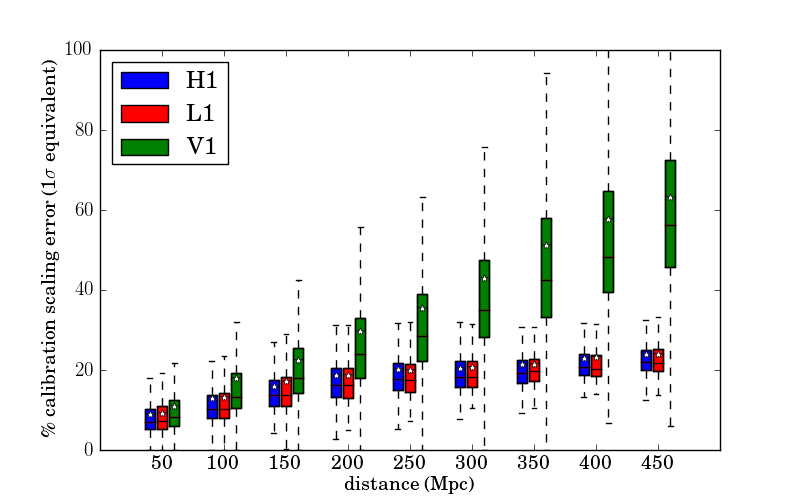 100
80
60
40
20
0
% calibration scaling error (1σ equivalent)
H1
L1
V1
50 100 150 200 250 300 350 400 450
distance (Mpc)